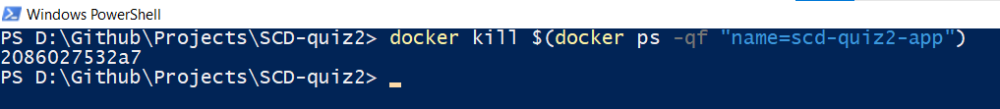 Windows PowerShell
PS D:\Github\Projects\SCD-quiz2> docker kill $(docker ps -qf "name=scd-quiz2-app")
2086027532a7
PS D:\Github\Projects\SCD-quiz2>